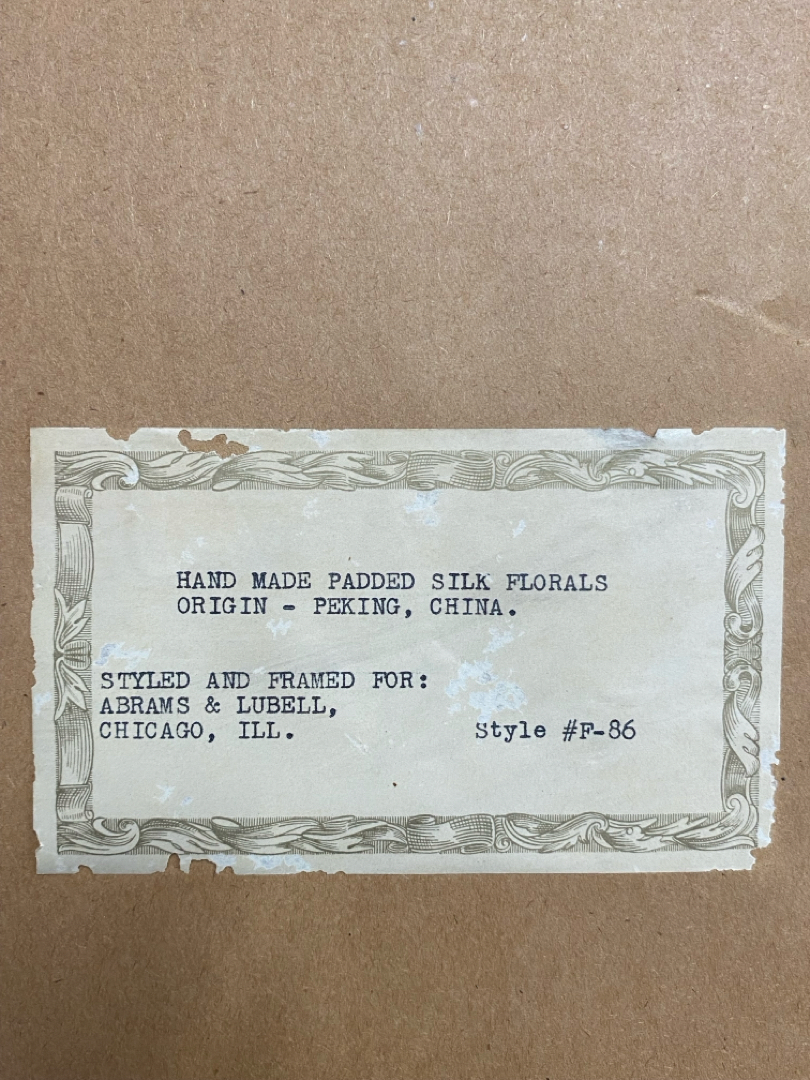 HAND MADE PADDED SILK FLORALS
ORIGIN - PEKING, CHINA.
STYLED AND FRAMED FOR:
ABRAMS & LUBELL,
CHICAGO, ILL. Style #F-86